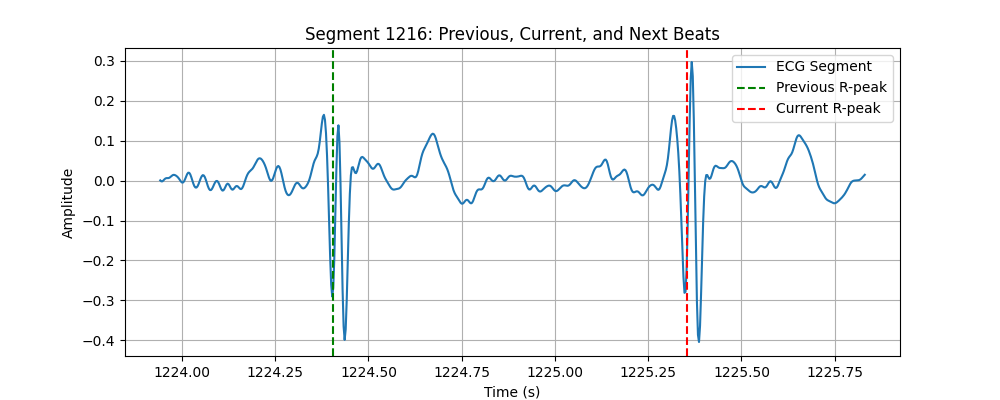 Segment 1216: Previous, Current, and Next Beats
ECG Segment
Previous R-peak
Current R-peak
Amplitude
0.3
0.2
0.1
0.0
−0.1
−0.2
−0.3
−0.4
1224.00 1224.25 1224.50 1224.75 1225.00 1225.25 1225.50 1225.75
Time (s)